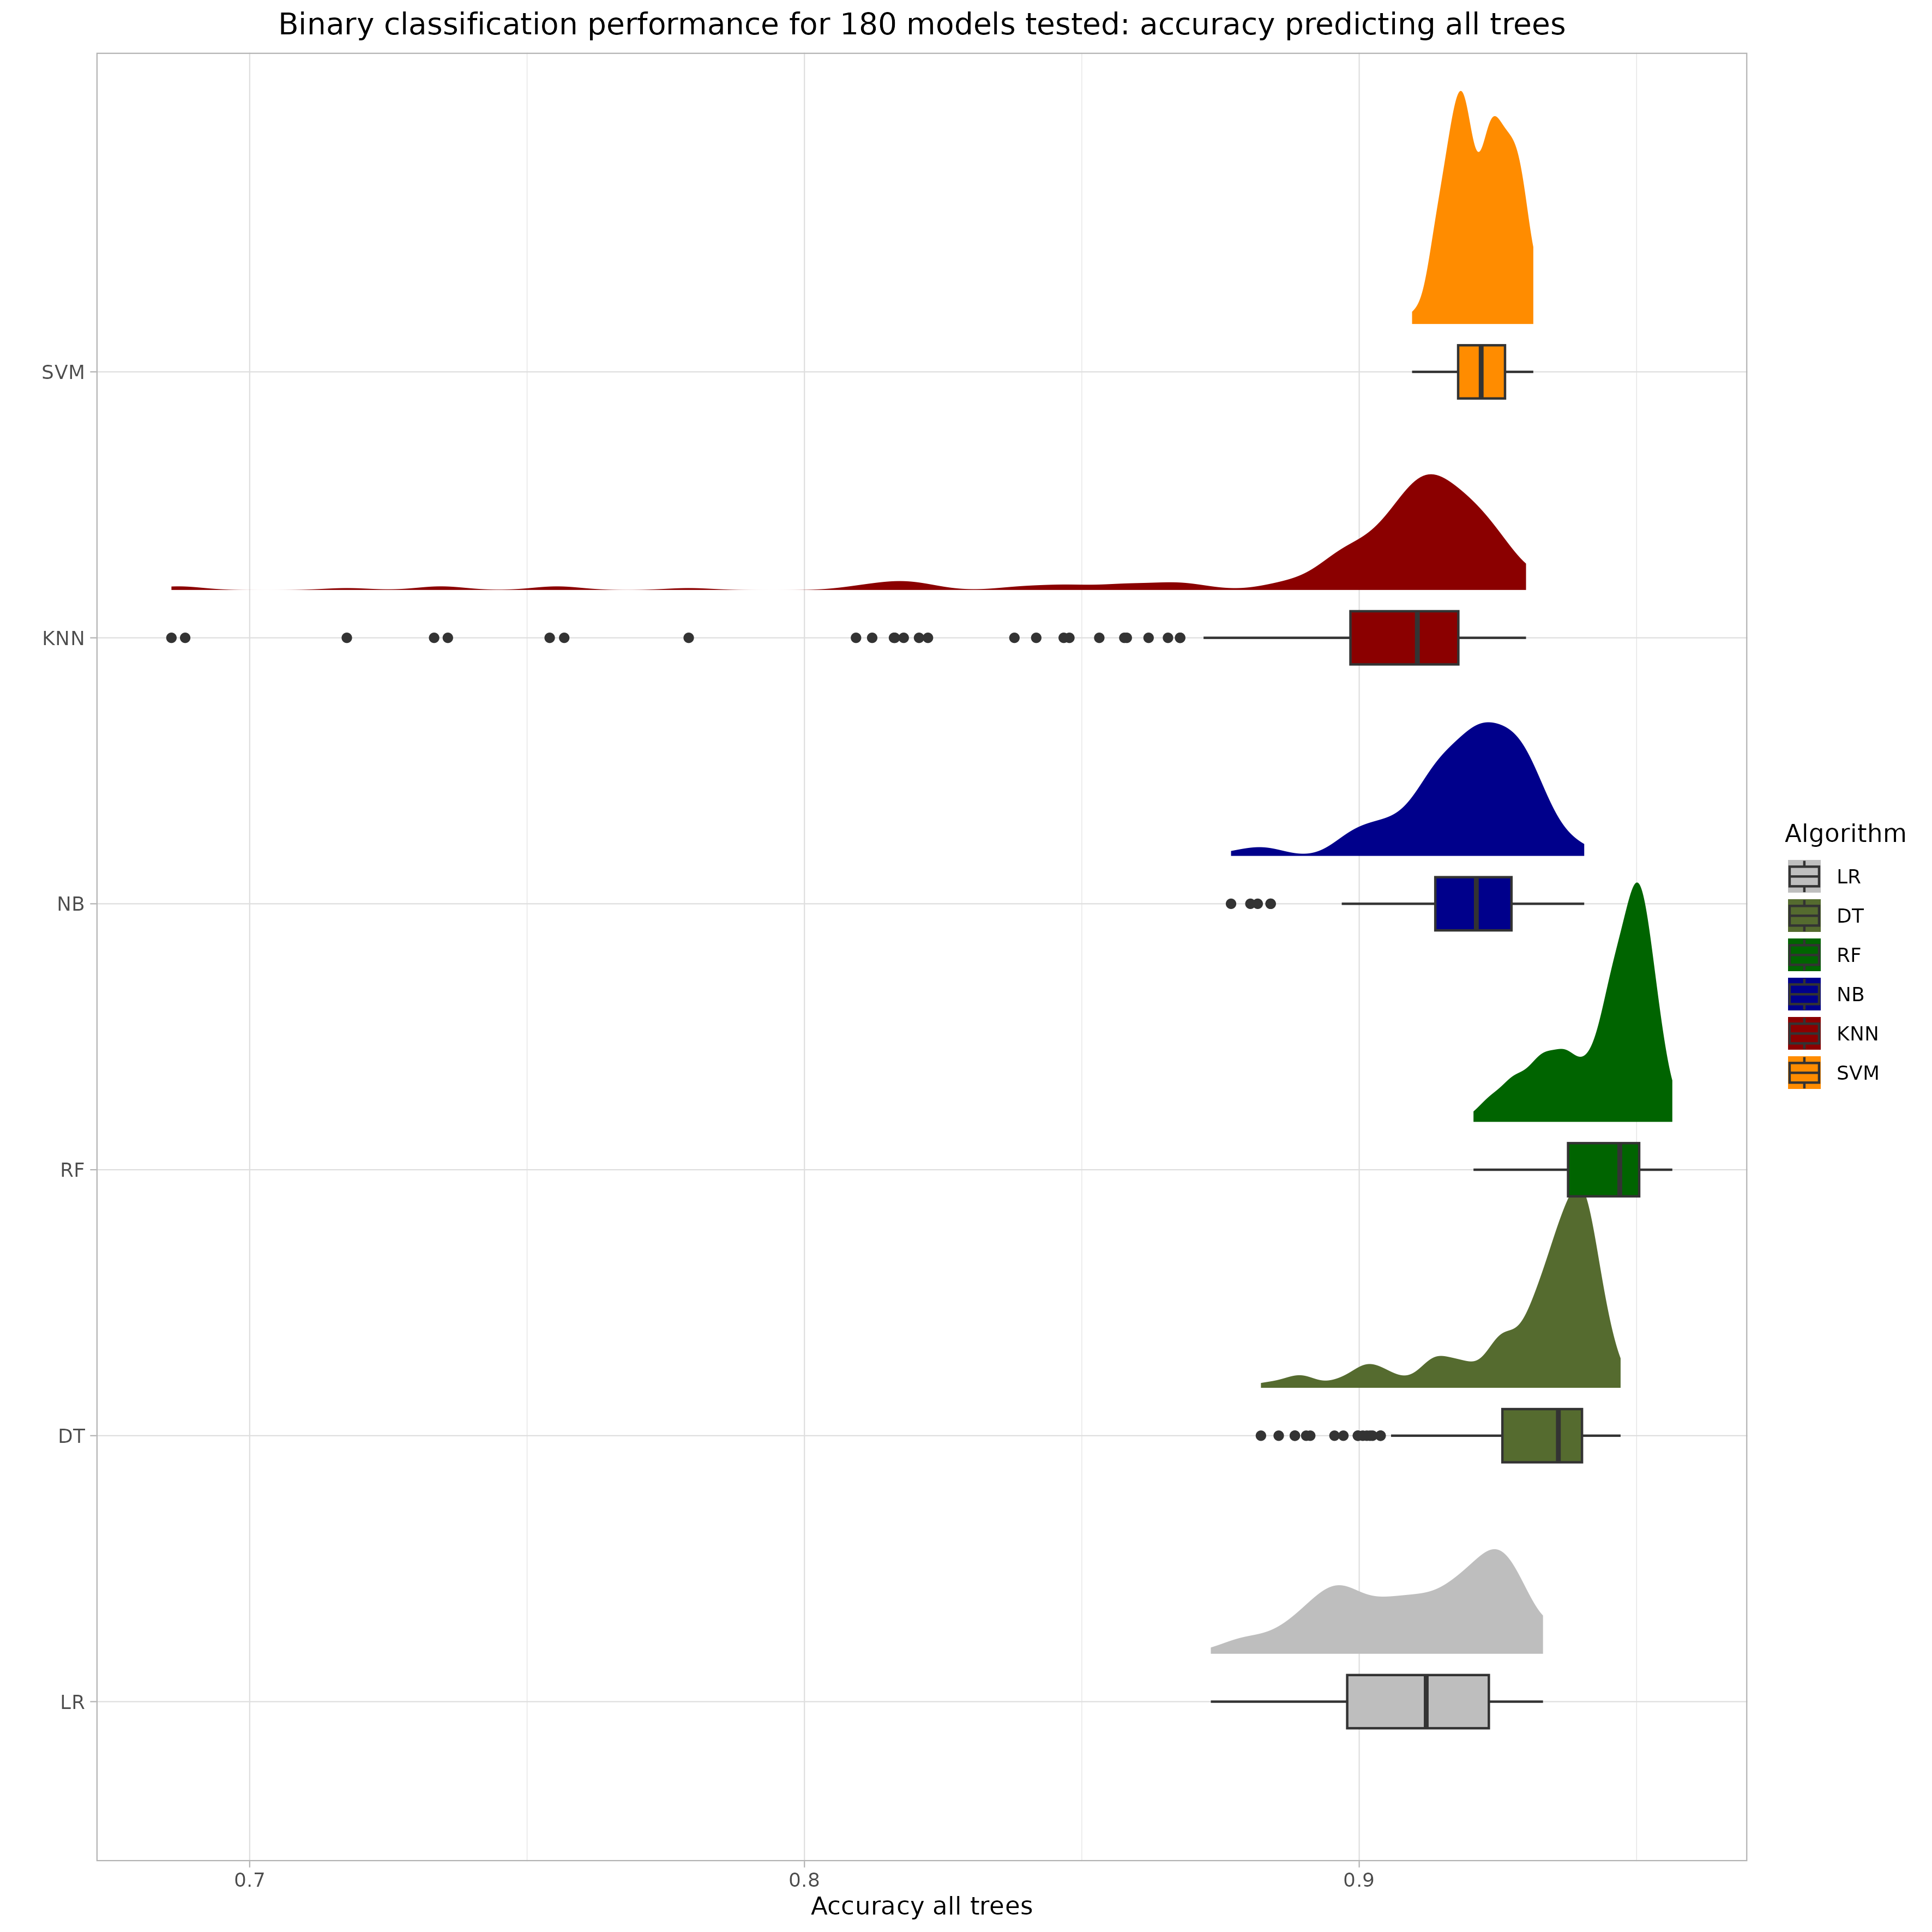 Binary classification performance for 180 models tested: accuracy predicting all trees
SVM
KNN
NB
RF
DT
LR
0.7
0.8
0.9
Accuracy all trees
Algorithm
LR
DT
RF
NB
KNN
SVM